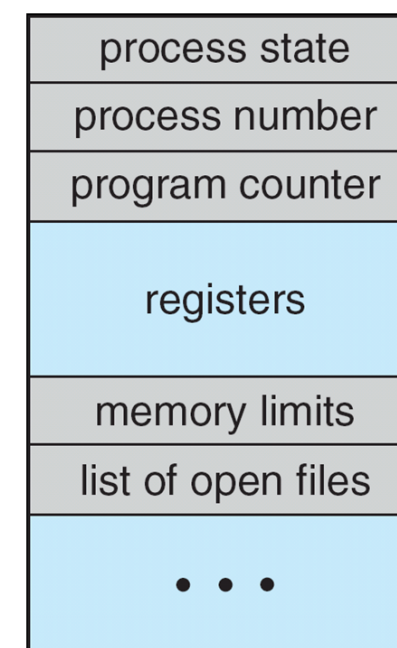 process state
process number
program counter
registers
memory limits
list of open files
• • •